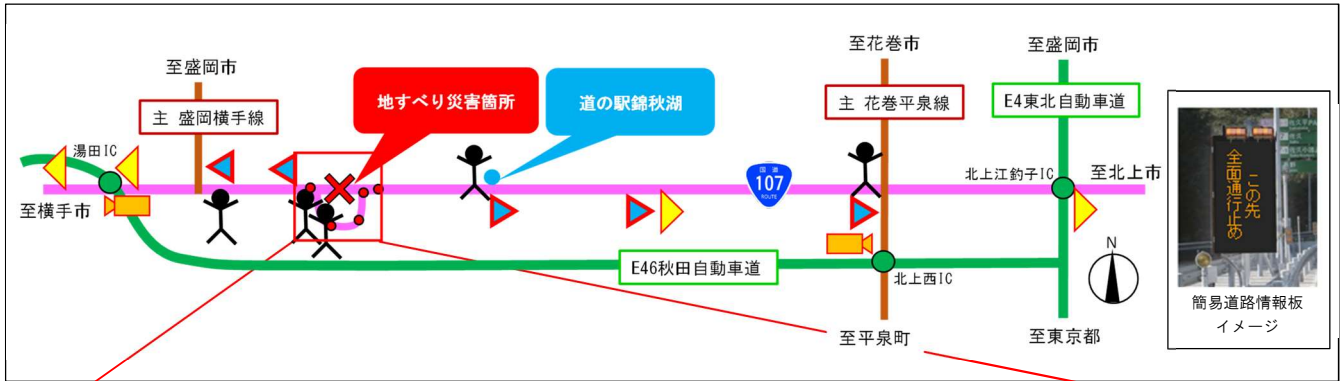 至花巻市
至盛岡市
至盛岡市
地すべり災害箇所
道の駅錦秋湖
主 盛岡横手線
主 花巻平泉線
E4東北自動車道
湯田IC
国道
107
ROUTE
北上江釣子IC
至北上市
至横手市
この先
全面通行止め
N
E46秋田自動車道
北上西IC
簡易道路情報板
イメージ
至平泉町
至東京都